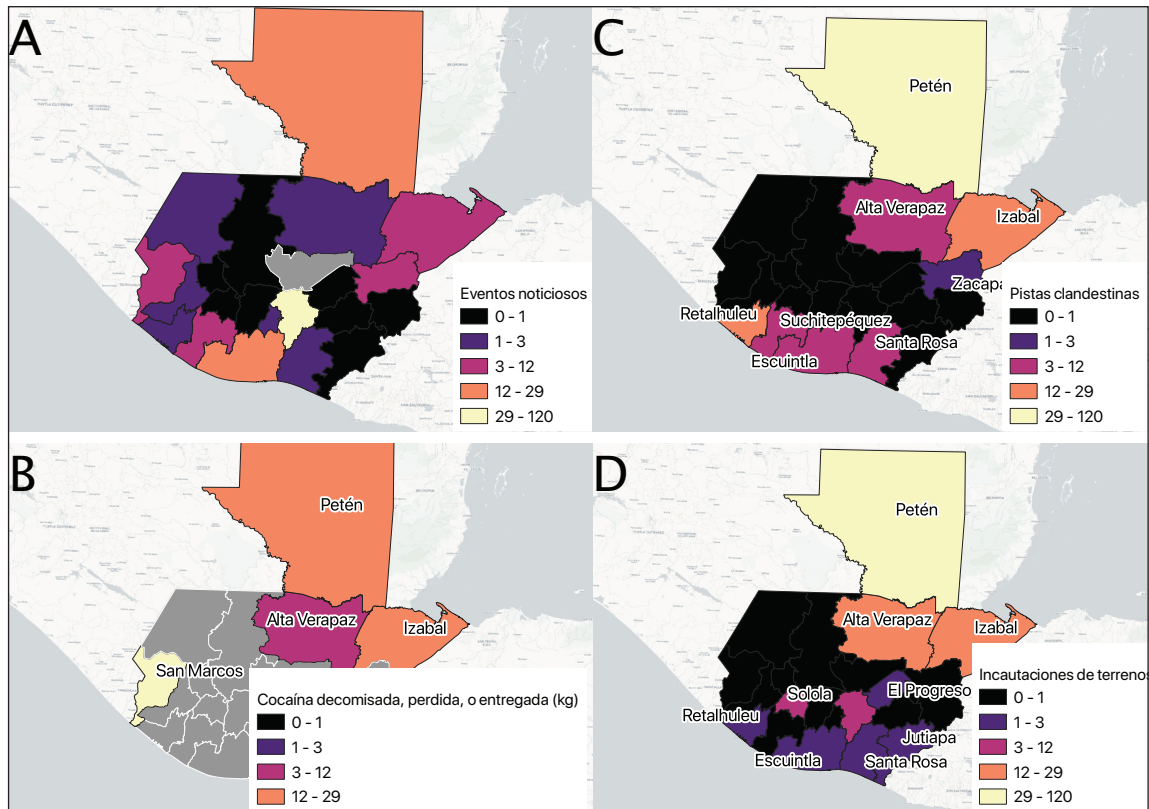 A
Eventos noticiosos
0 - 1
1 - 3
3 - 12
12 - 29
29 - 120
C
Petén
Alta Verapaz
Izabal
Zacapa
Retalhuleu
Suchitepéquez
Santa Rosa
Escuintla
Pistas clandestinas
0 - 1
1 - 3
3 - 12
12 - 29
29 - 120
B
Petén
Alta Verapaz
Izabal
San Marcos
Cocaína decomisada, perdida, o entregada (kg)
0 - 1
1 - 3
3 - 12
12 - 29
D
Petén
Alta Verapaz
Izabal
El Progreso
Solola
Retalhuleu
Jutiapa
Escuintla
Santa Rosa
Incautaciones de terrenos
0 - 1
1 - 3
3 - 12
12 - 29
29 - 120